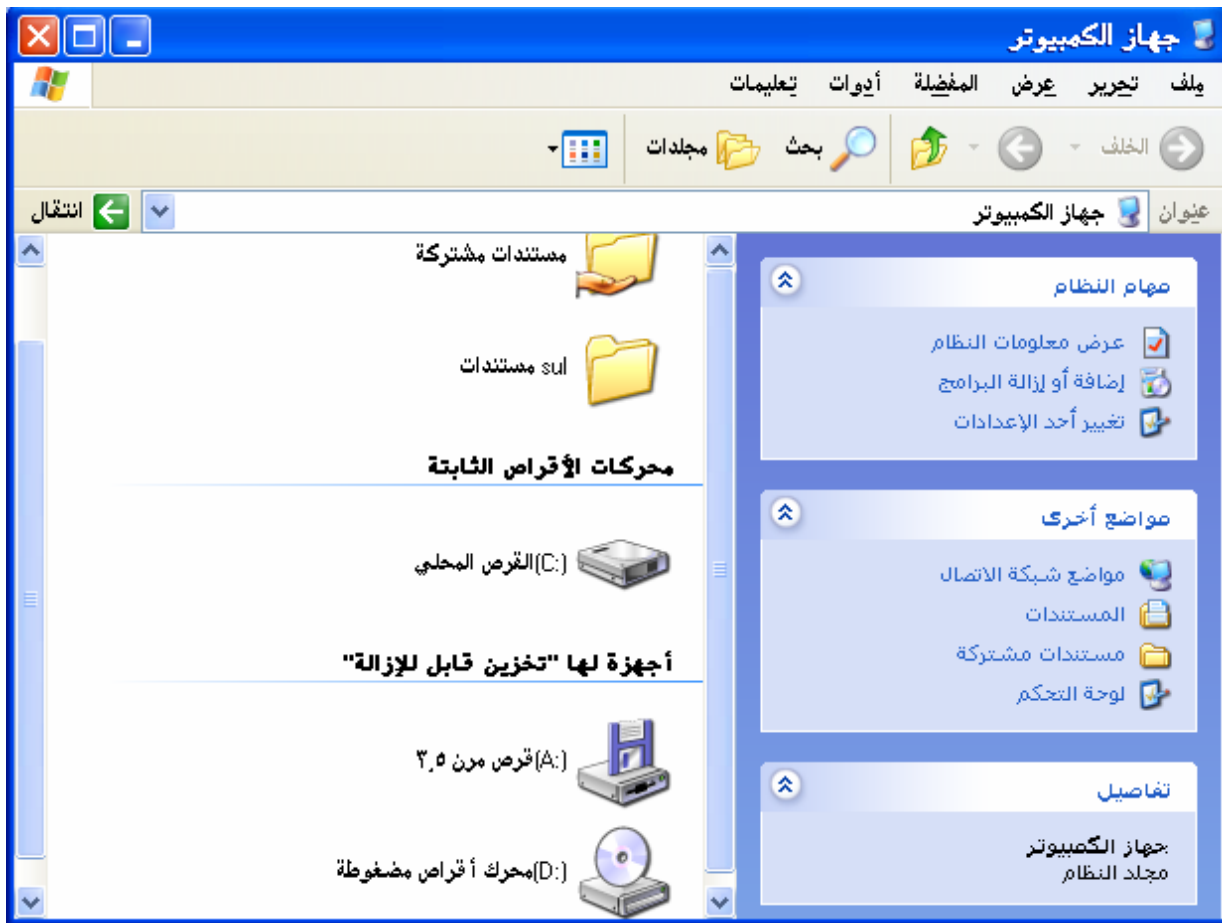 جهاز الكمبيوتر
ملف تحرير عرض المفضلة أدوات تعليمات
الخلف بحث مجلدات
عنوان جهاز الكمبيوتر انتقال
مهام النظام
عرض معلومات النظام
إضافة أو إزالة البرامج
تغيير أحد الإعدادات
مواضع أخرى
مواضع شبكة الاتصال
المستندات
مستندات مشتركة
لوحة التحكم
تفاصيل
جهاز الكمبيوتر
مجلد النظام
مستندات مشتركة
sul مستندات
محركات الأقراص الثابتة
(C:)القرص المحلي
أجهزة لها "تخزين قابل للإزالة"
(A:)قرص مرن ٣٫٥
(D:)محرك أقراص مضغوطة